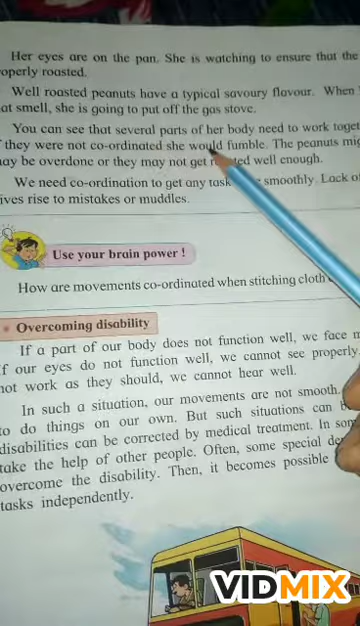 Her eyes are on the pan. She is watching to ensure that the
operly roasted.
Well roasted peanuts have a typical savoury flavour. When
at smell, she is going to put off the gas stove.
You can see that several parts of her body need to work toget
they were not co-ordinated she would fumble. The peanuts mig
ay be overdone or they may not get ted well enough.
We need co-ordination to get any task smoothly. Lack of
ives rise to mistakes or muddles.
Use your brain power !
How are movements co-ordinated when stitching cloth
Overcoming disability
If a part of our body does not function well, we face
f our eyes do not function well, we cannot see properly.
not work as they should, we cannot hear well.
In such a situation, our movements are not smooth.
to do things on our own. But such situations can
disabilities can be corrected by medical treatment. In som
take the help of other people. Often, some special de
overcome the disability. Then, it becomes possible
tasks independently.
VIDMIX